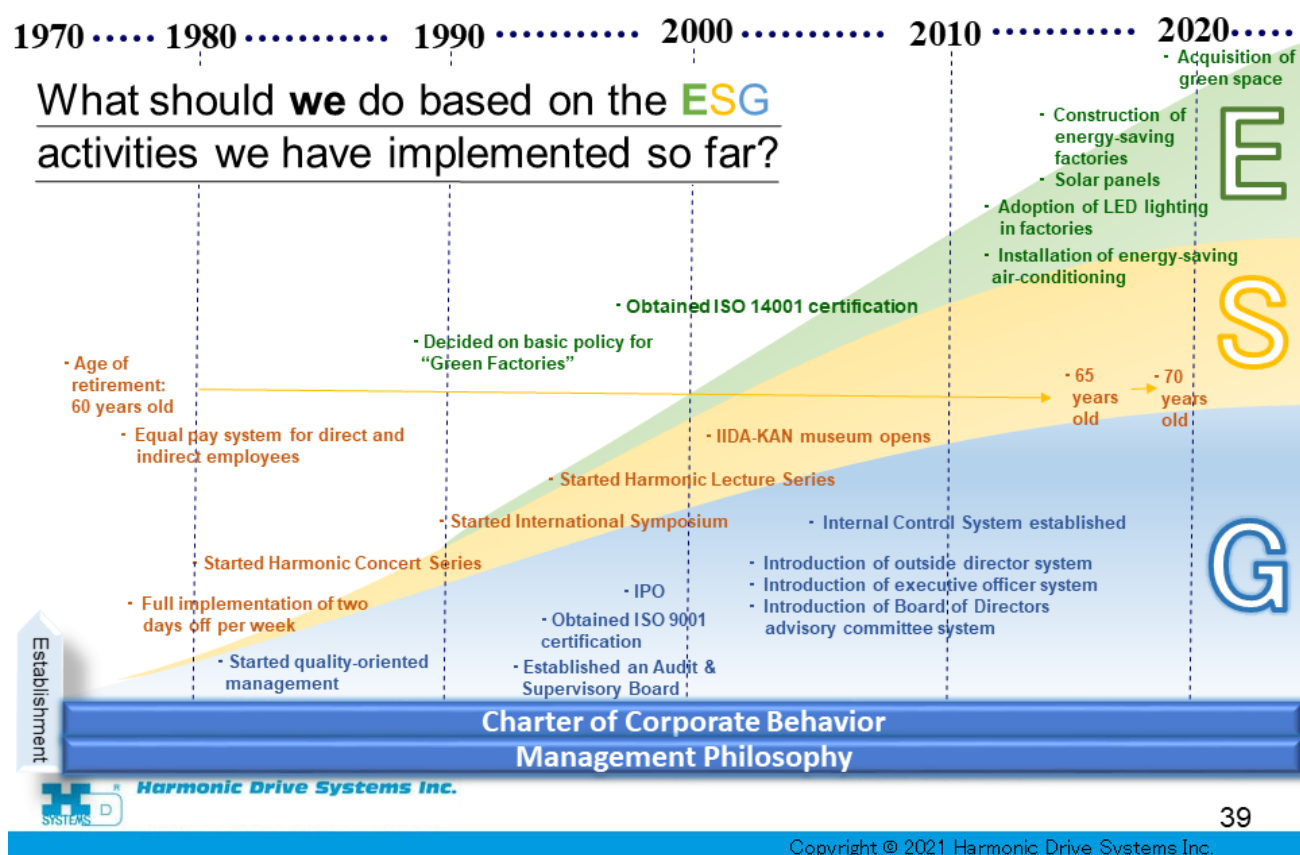 1970 ····· 1980 ··········· 1990 ··········· 2000 ··········· 2010 ··········· 2020·····
What should we do based on the ESG
activities we have implemented so far?
· Acquisition of
green space
· Construction of
energy-saving
factories
· Solar panels
· Adoption of LED lighting
in factories
· Installation of energy-saving
air-conditioning
E
· Obtained ISO 14001 certification
· Decided on basic policy for
“Green Factories”
S
· Age of
retirement:
60 years old
· 65
years
old
· 70
years
old
· Equal pay system for direct and
indirect employees
· IIDA-KAN museum opens
· Started Harmonic Lecture Series
· Started International Symposium
· Started Harmonic Concert Series
· Full implementation of two
days off per week
G
· Internal Control System established
· Introduction of outside director system
· Introduction of executive officer system
· Introduction of Board of Directors
advisory committee system
· IPO
· Obtained ISO 9001
certification
· Established an Audit &
Supervisory Board
· Started quality-oriented
management
Establishment
Charter of Corporate Behavior
Management Philosophy
H D ®
SYSTEMS
Harmonic Drive Systems Inc.
39
Copyright © 2021 Harmonic Drive Systems Inc.